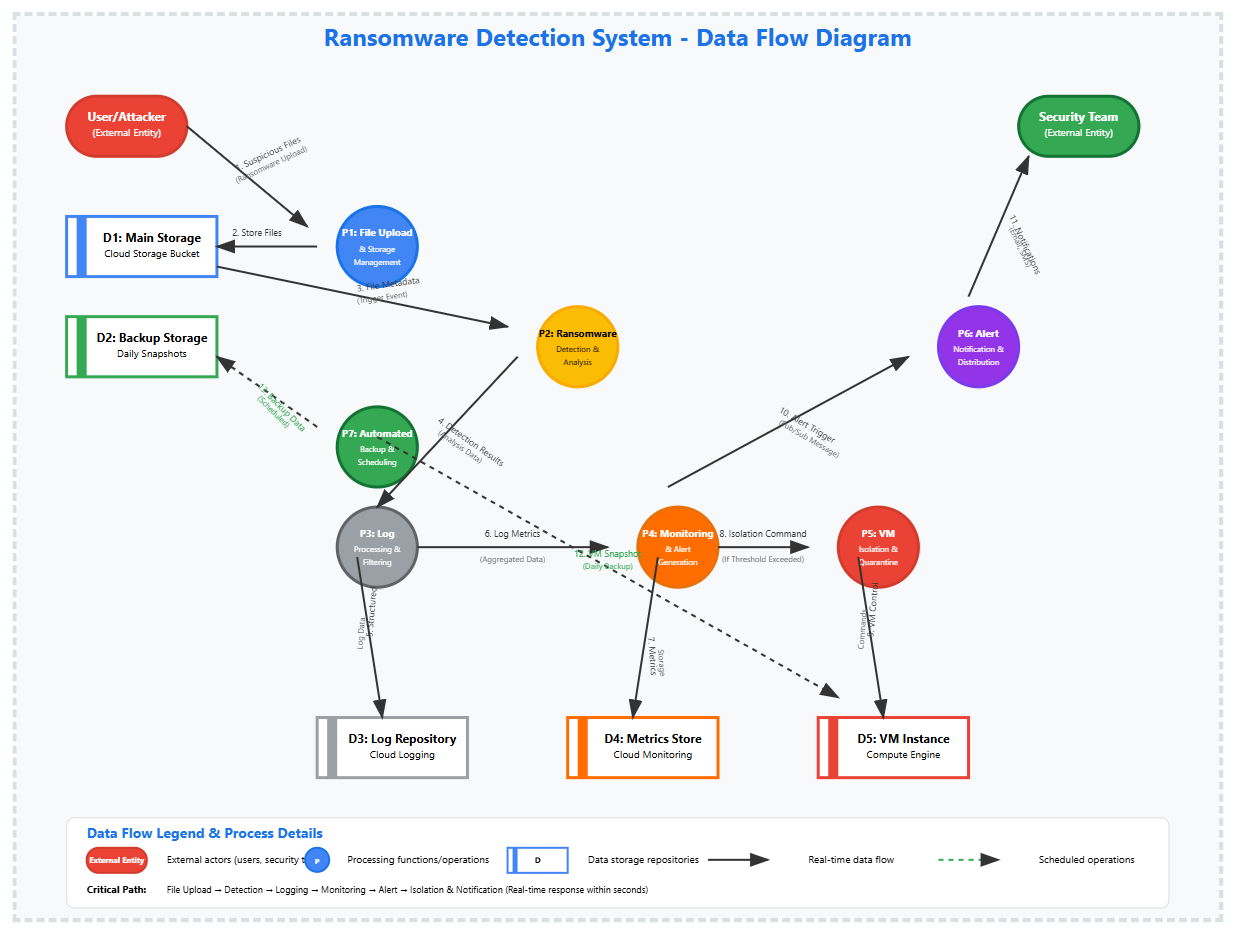 Ransomware Detection System - Data Flow Diagram
User/Attacker
(External Entity)
Security Team
(External Entity)
1. Suspicious Files
(Ransomware Upload)
D1: Main Storage
Cloud Storage Bucket
2. Store Files
P1: File Upload
& Storage
Management
3. File Metadata
(Trigger Event)
11. Notifications
(Email, SMS)
D2: Backup Storage
Daily Snapshots
P2: Ransomware
Detection &
Analysis
P6: Alert
Notification &
Distribution
13. Backup Data
(Scheduled)
P7: Automated
Backup &
Scheduling
4. Detection Results
(Analysis Data)
10. Alert Trigger
(Pub/Sub Message)
P3: Log
Processing &
Filtering
6. Log Metrics
(Aggregated Data)
12. VM Snapshot
(Daily Backup)
P4: Monitoring
& Alert
Generation
8. Isolation Command
(If Threshold Exceeded)
P5: VM
Isolation &
Quarantine
5. Structured
Log Data
7. Metrics
Storage
9. VM Control
Commands
D3: Log Repository
Cloud Logging
D4: Metrics Store
Cloud Monitoring
D5: VM Instance
Compute Engine
Data Flow Legend & Process Details
External Entity
External actors (users, security t
P
Processing functions/operations
D
Data storage repositories
Real-time data flow
Scheduled operations
Critical Path:
File Upload → Detection → Logging → Monitoring → Alert → Isolation & Notification (Real-time response within seconds)